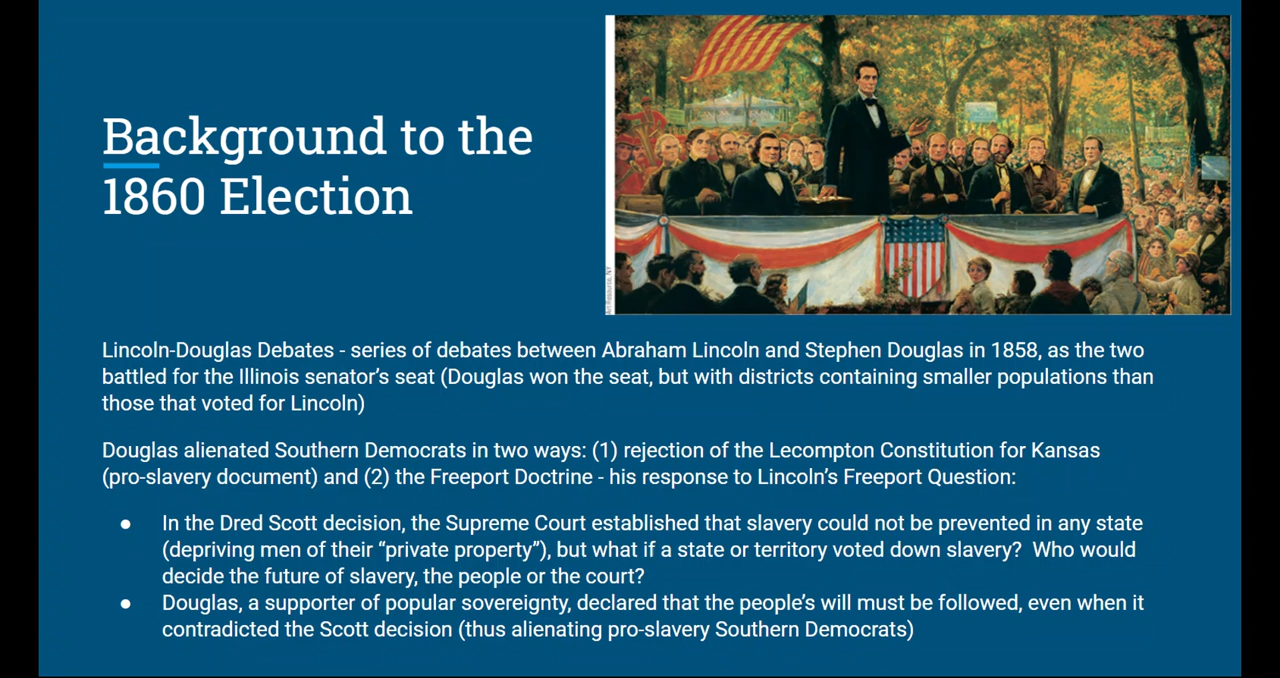 Background to the
1860 Election
Art Resource, NY
Lincoln-Douglas Debates - series of debates between Abraham Lincoln and Stephen Douglas in 1858, as the two
battled for the Illinois senator’s seat (Douglas won the seat, but with districts containing smaller populations than
those that voted for Lincoln)
Douglas alienated Southern Democrats in two ways: (1) rejection of the Lecompton Constitution for Kansas
(pro-slavery document) and (2) the Freeport Doctrine - his response to Lincoln’s Freeport Question:
● In the Dred Scott decision, the Supreme Court established that slavery could not be prevented in any state
(depriving men of their “private property”), but what if a state or territory voted down slavery?  Who would
decide the future of slavery, the people or the court?
● Douglas, a supporter of popular sovereignty, declared that the people’s will must be followed, even when it
contradicted the Scott decision (thus alienating pro-slavery Southern Democrats)